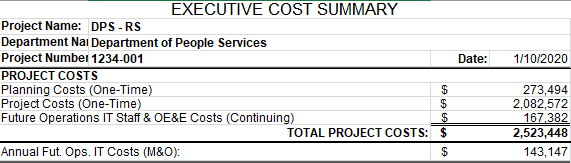 EXECUTIVE COST SUMMARY
Project Name: DPS - RS
Department Nar Department of People Services
Project Number 1234-001 Date: 1/10/2020
PROJECT COSTS
Planning Costs (One-Time) $ 273,494
Project Costs (One-Time) $ 2,082,572
Future Operations IT Staff & OE&E Costs (Continuing) $ 167,382
TOTAL PROJECT COSTS: $ 2,523,448
Annual Fut. Ops. IT Costs (M&O): $ 143,147